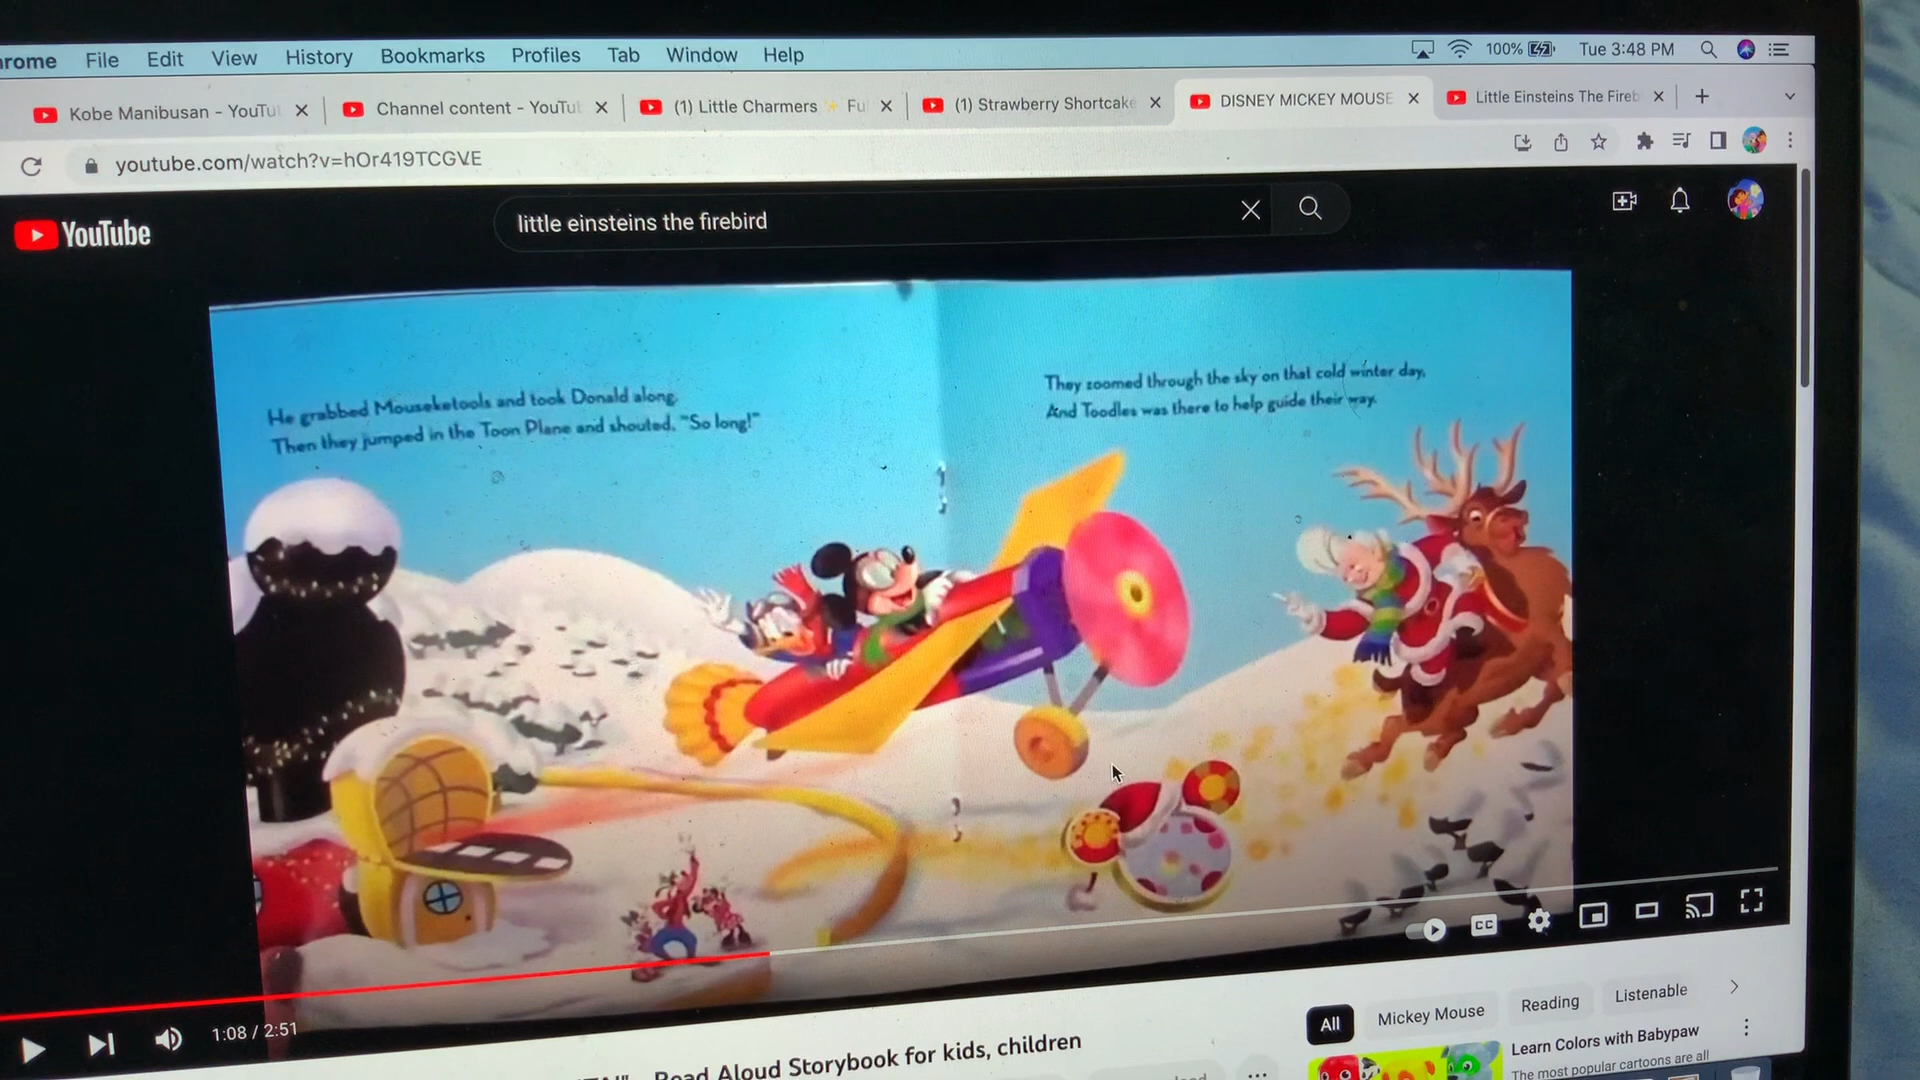 hrome File Edit View History Bookmarks Profiles Tab Window Help 100% Tue 3:48 PM
Kobe Manibusan - YouTu Channel content - YouTu (1) Little Charmers ✨ Fu (1) Strawberry Shortcake DISNEY MICKEY MOUSE Little Einsteins The Fireb
youtube.com/watch?v=hOr419TCGVE
YouTube
little einsteins the firebird
He grabbed Mouseketools and took Donald along.
Then they jumped in the Toon Plane and shouted, "So long!"
They zoomed through the sky on that cold winter day,
And Toodles was there to help guide their way.
CC
1:08 / 2:51
Read Aloud Storybook for kids, children
All Mickey Mouse Reading Listenable
Learn Colors with Babypaw
The most popular cartoons are all